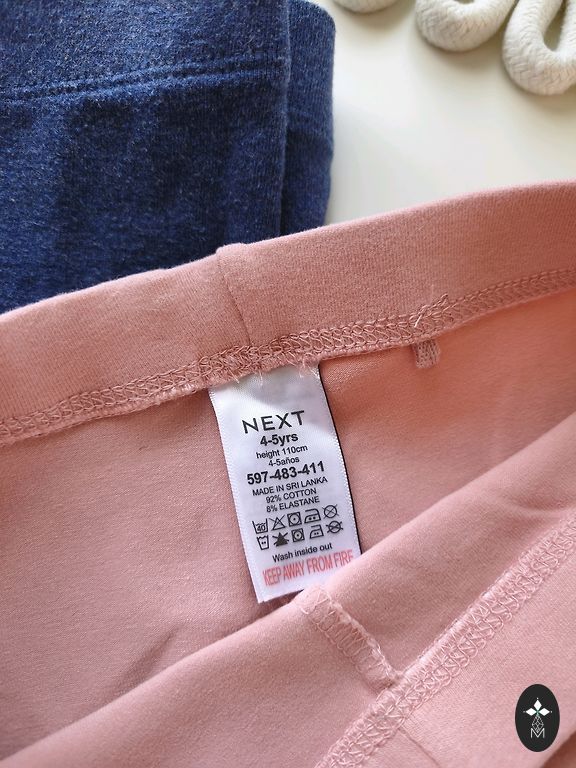 NEXT
4-5yrs
height 110cm
4-5años
597-483-411
MADE IN SRI LANKA
92% COTTON
8% ELASTANE
40
Wash inside out
KEEP AWAY FROM FIRE
M